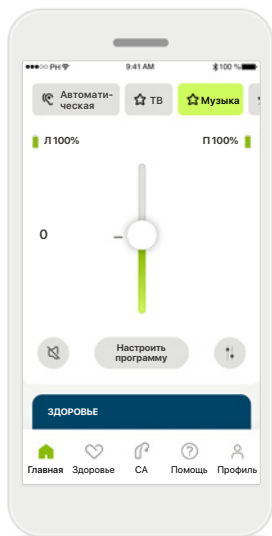 PH 9:41 AM 100 %
Автомати-
ческая
ТВ
Музыка
Л 100% П 100%
0
Настроить
программу
ЗДОРОВЬЕ
Главная Здоровье СА Помощь Профиль